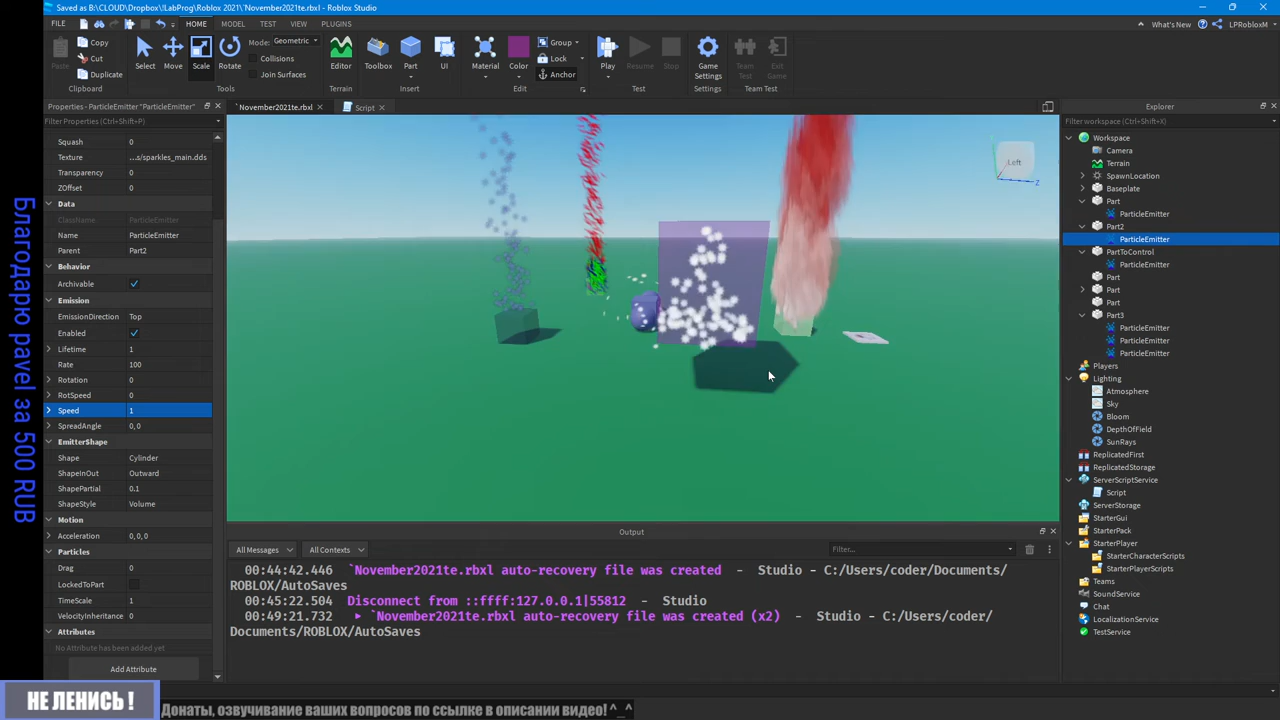 Saved as B:\CLOUD\Dropbox\!LabProg\Roblox 2021\`November2021te.rbxl - Roblox Studio
FILE HOME MODEL TEST VIEW PLUGINS
What's New LPRobloxM
Paste Copy Cut Duplicate Clipboard
Select Move Scale Rotate Mode: Geometric Collisions Join Surfaces Tools
Editor Terrain
Toolbox Part UI Insert
Material Color Group Lock Anchor Edit
Play Resume Stop Test
Game Settings Settings
Team Test Exit Game Team Test
Properties - ParticleEmitter "ParticleEmitter"
Filter Properties (Ctrl+Shift+P)
Squash 0
Texture ...s/sparkles_main.dds
Transparency 0
ZOffset 0
Data
ClassName ParticleEmitter
Name ParticleEmitter
Parent Part2
Behavior
Archivable
Emission
EmissionDirection Top
Enabled
Lifetime 1
Rate 100
Rotation 0
RotSpeed 0
Speed 1
SpreadAngle 0,0
EmitterShape
Shape Cylinder
ShapeInOut Outward
ShapePartial 0.1
ShapeStyle Volume
Motion
Acceleration 0,0,0
Particles
Drag 0
LockedToPart
TimeScale 1
VelocityInheritance 0
Attributes
No Attribute has been added yet
Add Attribute
`November2021te.rbxl Script
Left
Z
Output
All Messages All Contexts Filter...
00:44:42.446 `November2021te.rbxl auto-recovery file was created - Studio - C:/Users/coder/Documents/
ROBLOX/AutoSaves
00:45:22.504 Disconnect from ::ffff:127.0.0.1|55812 - Studio
00:49:21.732 `November2021te.rbxl auto-recovery file was created (x2) - Studio - C:/Users/coder/
Documents/ROBLOX/AutoSaves
Explorer
Filter workspace (Ctrl+Shift+X)
Workspace
Camera
Terrain
SpawnLocation
Baseplate
Part
ParticleEmitter
Part2
ParticleEmitter
PartToControl
ParticleEmitter
Part
Part
Part
Part3
ParticleEmitter
ParticleEmitter
ParticleEmitter
Players
Lighting
Atmosphere
Sky
Bloom
DepthOfField
SunRays
ReplicatedFirst
ReplicatedStorage
ServerScriptService
Script
ServerStorage
StarterGui
StarterPack
StarterPlayer
StarterCharacterScripts
StarterPlayerScripts
Teams
SoundService
Chat
LocalizationService
TestService
Благодарю pavel за 500 RUB
НЕ ЛЕНИСЬ !
Донаты, озвучивание ваших вопросов по ссылке в описании видео! ^_^